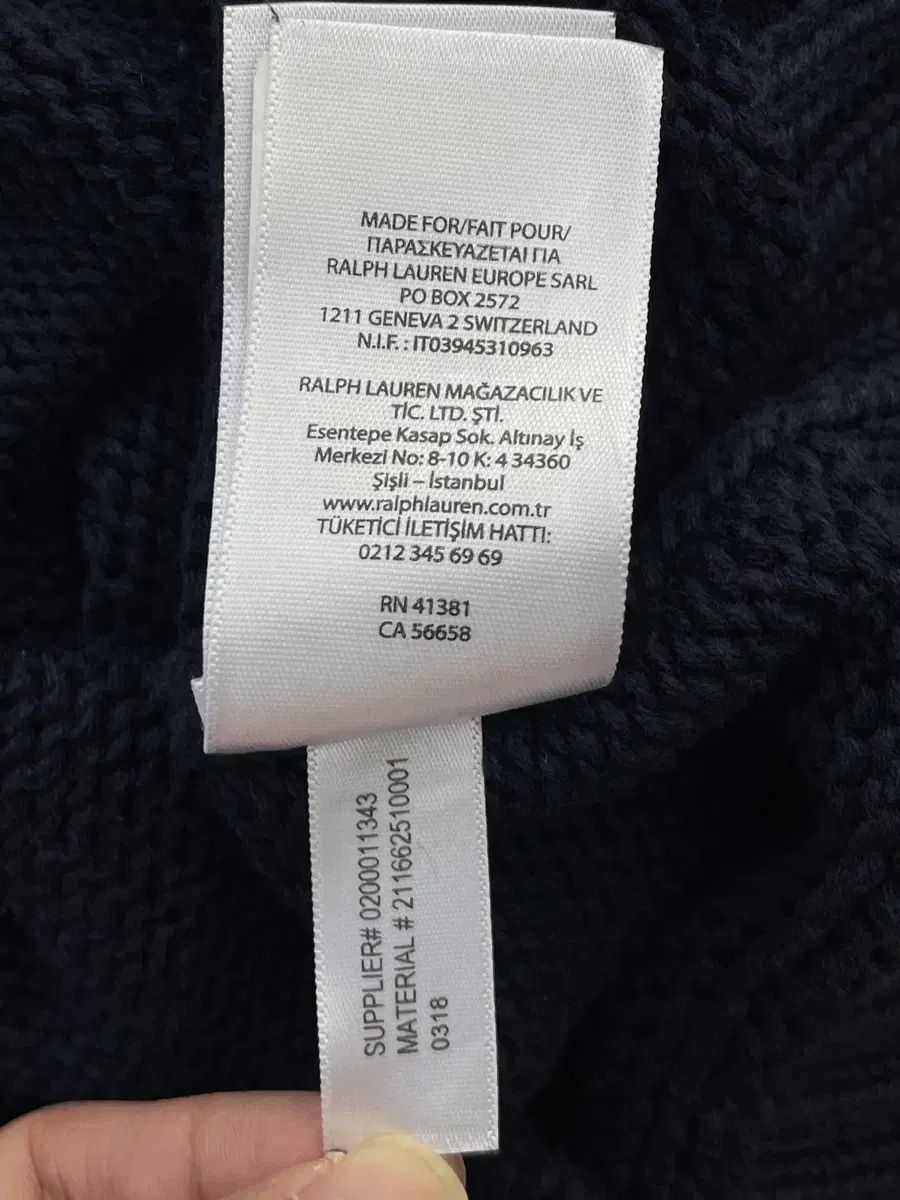 MADE FOR/FAIT POUR/
ΠΑΡΑΣΚΕΥΑΖΕΤΑΙ ΓΙΑ
RALPH LAUREN EUROPE SARL
PO BOX 2572
1211 GENEVA 2 SWITZERLAND
N.I.F. : IT03945310963
RALPH LAUREN MAĞAZACILIK VE
TİC. LTD. ŞTİ.
Esentepe Kasap Sok. Altınay İş
Merkezi No: 8-10 K: 4 34360
Şişli – İstanbul
www.ralphlauren.com.tr
TÜKETİCİ İLETİŞİM HATTI:
0212 345 69 69
RN 41381
CA 56658
SUPPLIER# 0200011343
MATERIAL # 211662510001
0318